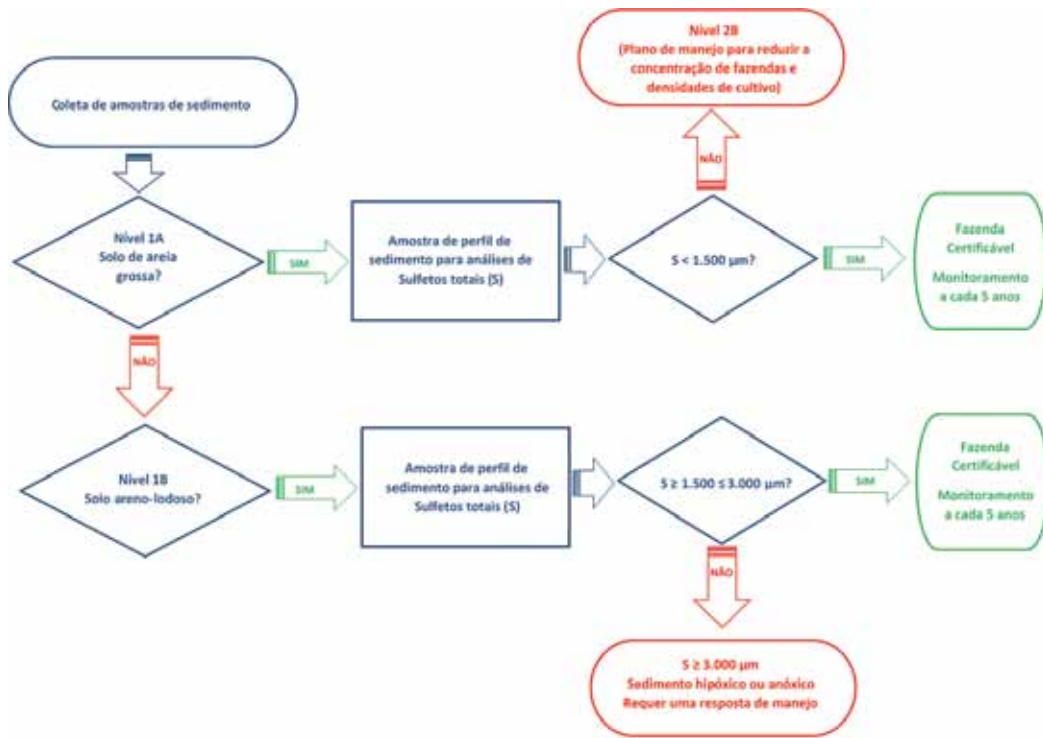 Nível 2B
(Plano de manejo para reduzir a
concentração de fazendas e
densidades de cultivo)
Coleta de amostras de sedimento
NÃO
Nível 1A
Solo de areia
grossa?
SIM
Amostra de perfil de
sedimento para análises de
Sulfetos totais (S)
S < 1.500 µm?
SIM
Fazenda
Certificável
Monitoramento
a cada 5 anos
NÃO
Nível 1B
Solo areno-lodoso?
SIM
Amostra de perfil de
sedimento para análises de
Sulfetos totais (S)
S ≥ 1.500 ≤ 3.000 µm?
SIM
Fazenda
Certificável
Monitoramento
a cada 5 anos
NÃO
S ≥ 3.000 µm
Sedimento hipóxico ou anóxico
Requer uma resposta de manejo